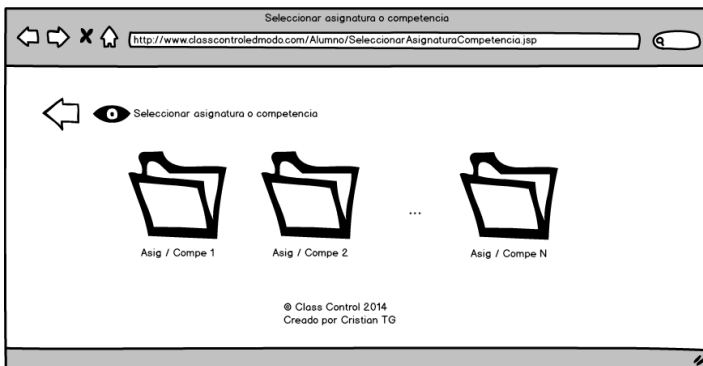 Seleccionar asignatura o competencia
http://www.classcontroledmodo.com/Alumno/SeleccionarAsignaturaCompetencia.jsp
Seleccionar asignatura o competencia
...
Asig / Compe 1
Asig / Compe 2
Asig / Compe N
© Class Control 2014
Creado por Cristian TG